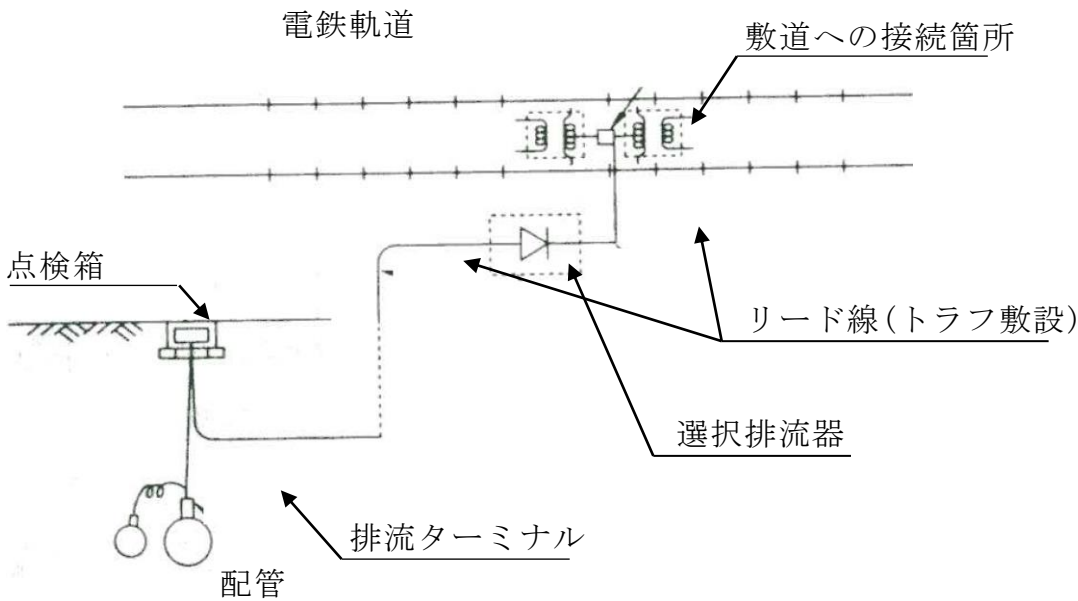 電鉄軌道
敷道への接続箇所
点検箱
リード線(トラフ敷設)
選択排流器
排流ターミナル
配管